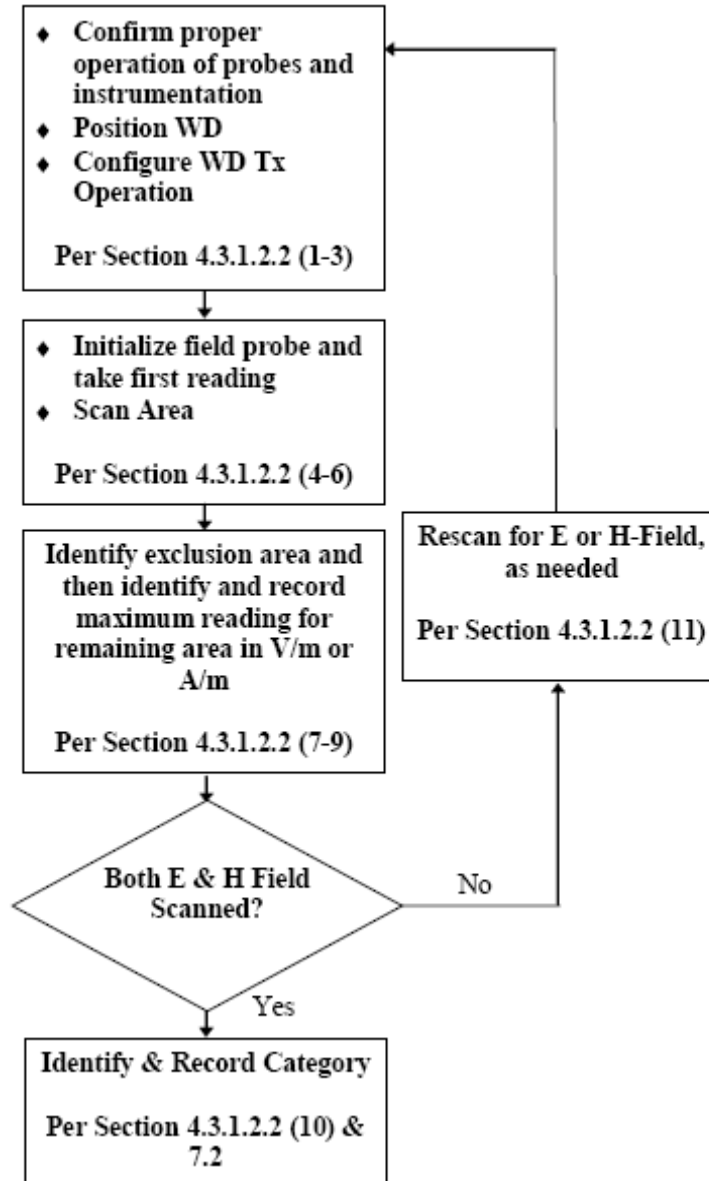 ♦ Confirm proper
operation of probes and
instrumentation
♦ Position WD
♦ Configure WD Tx
Operation
Per Section 4.3.1.2.2 (1-3)
♦ Initialize field probe and
take first reading
♦ Scan Area
Per Section 4.3.1.2.2 (4-6)
Identify exclusion area and
then identify and record
maximum reading for
remaining area in V/m or
A/m
Per Section 4.3.1.2.2 (7-9)
Rescan for E or H-Field,
as needed
Per Section 4.3.1.2.2 (11)
Both E & H Field
Scanned?
No
Yes
Identify & Record Category
Per Section 4.3.1.2.2 (10) &
7.2